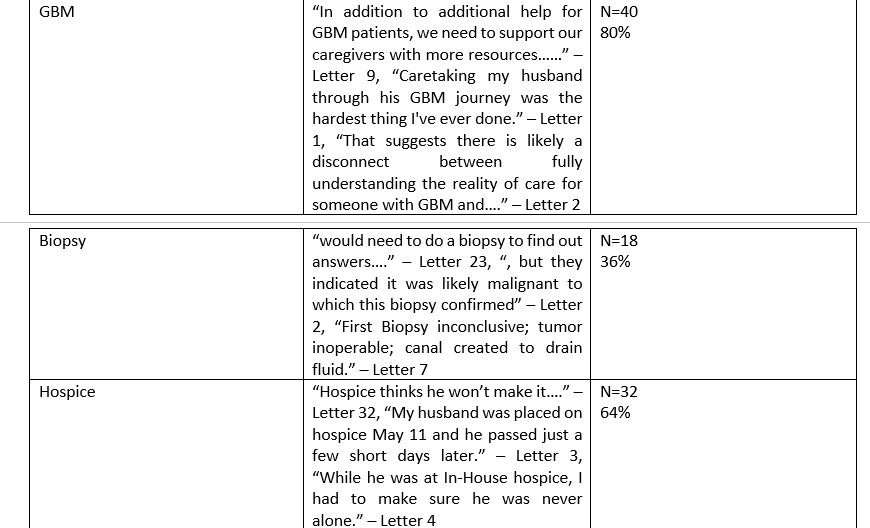 GBM
“In addition to additional help for
GBM patients, we need to support our
caregivers with more resources......” –
Letter 9, “Caretaking my husband
through his GBM journey was the
hardest thing I've ever done.” – Letter
1, “That suggests there is likely a
disconnect between fully
understanding the reality of care for
someone with GBM and....” – Letter 2
N=40
80%
Biopsy
“would need to do a biopsy to find out
answers....” – Letter 23, “, but they
indicated it was likely malignant to
which this biopsy confirmed” – Letter
2, “First Biopsy inconclusive; tumor
inoperable; canal created to drain
fluid.” – Letter 7
N=18
36%
Hospice
“Hospice thinks he won’t make it....” –
Letter 32, “My husband was placed on
hospice May 11 and he passed just a
few short days later.” – Letter 3,
“While he was at In-House hospice, I
had to make sure he was never
alone.” – Letter 4
N=32
64%